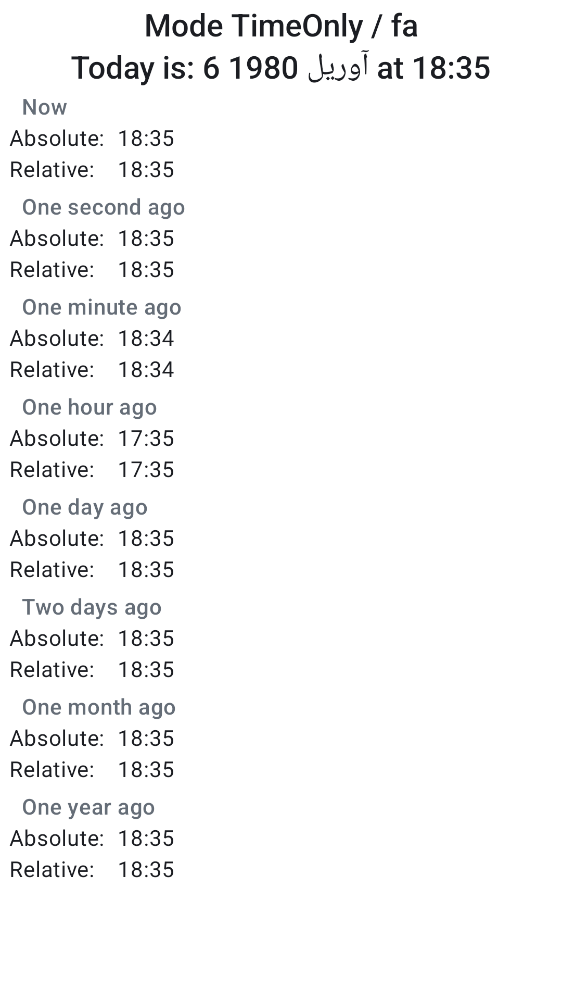 Mode TimeOnly / fa
Today is: 6 آوریل 1980 at 18:35
Now
Absolute: 18:35
Relative: 18:35
One second ago
Absolute: 18:35
Relative: 18:35
One minute ago
Absolute: 18:34
Relative: 18:34
One hour ago
Absolute: 17:35
Relative: 17:35
One day ago
Absolute: 18:35
Relative: 18:35
Two days ago
Absolute: 18:35
Relative: 18:35
One month ago
Absolute: 18:35
Relative: 18:35
One year ago
Absolute: 18:35
Relative: 18:35